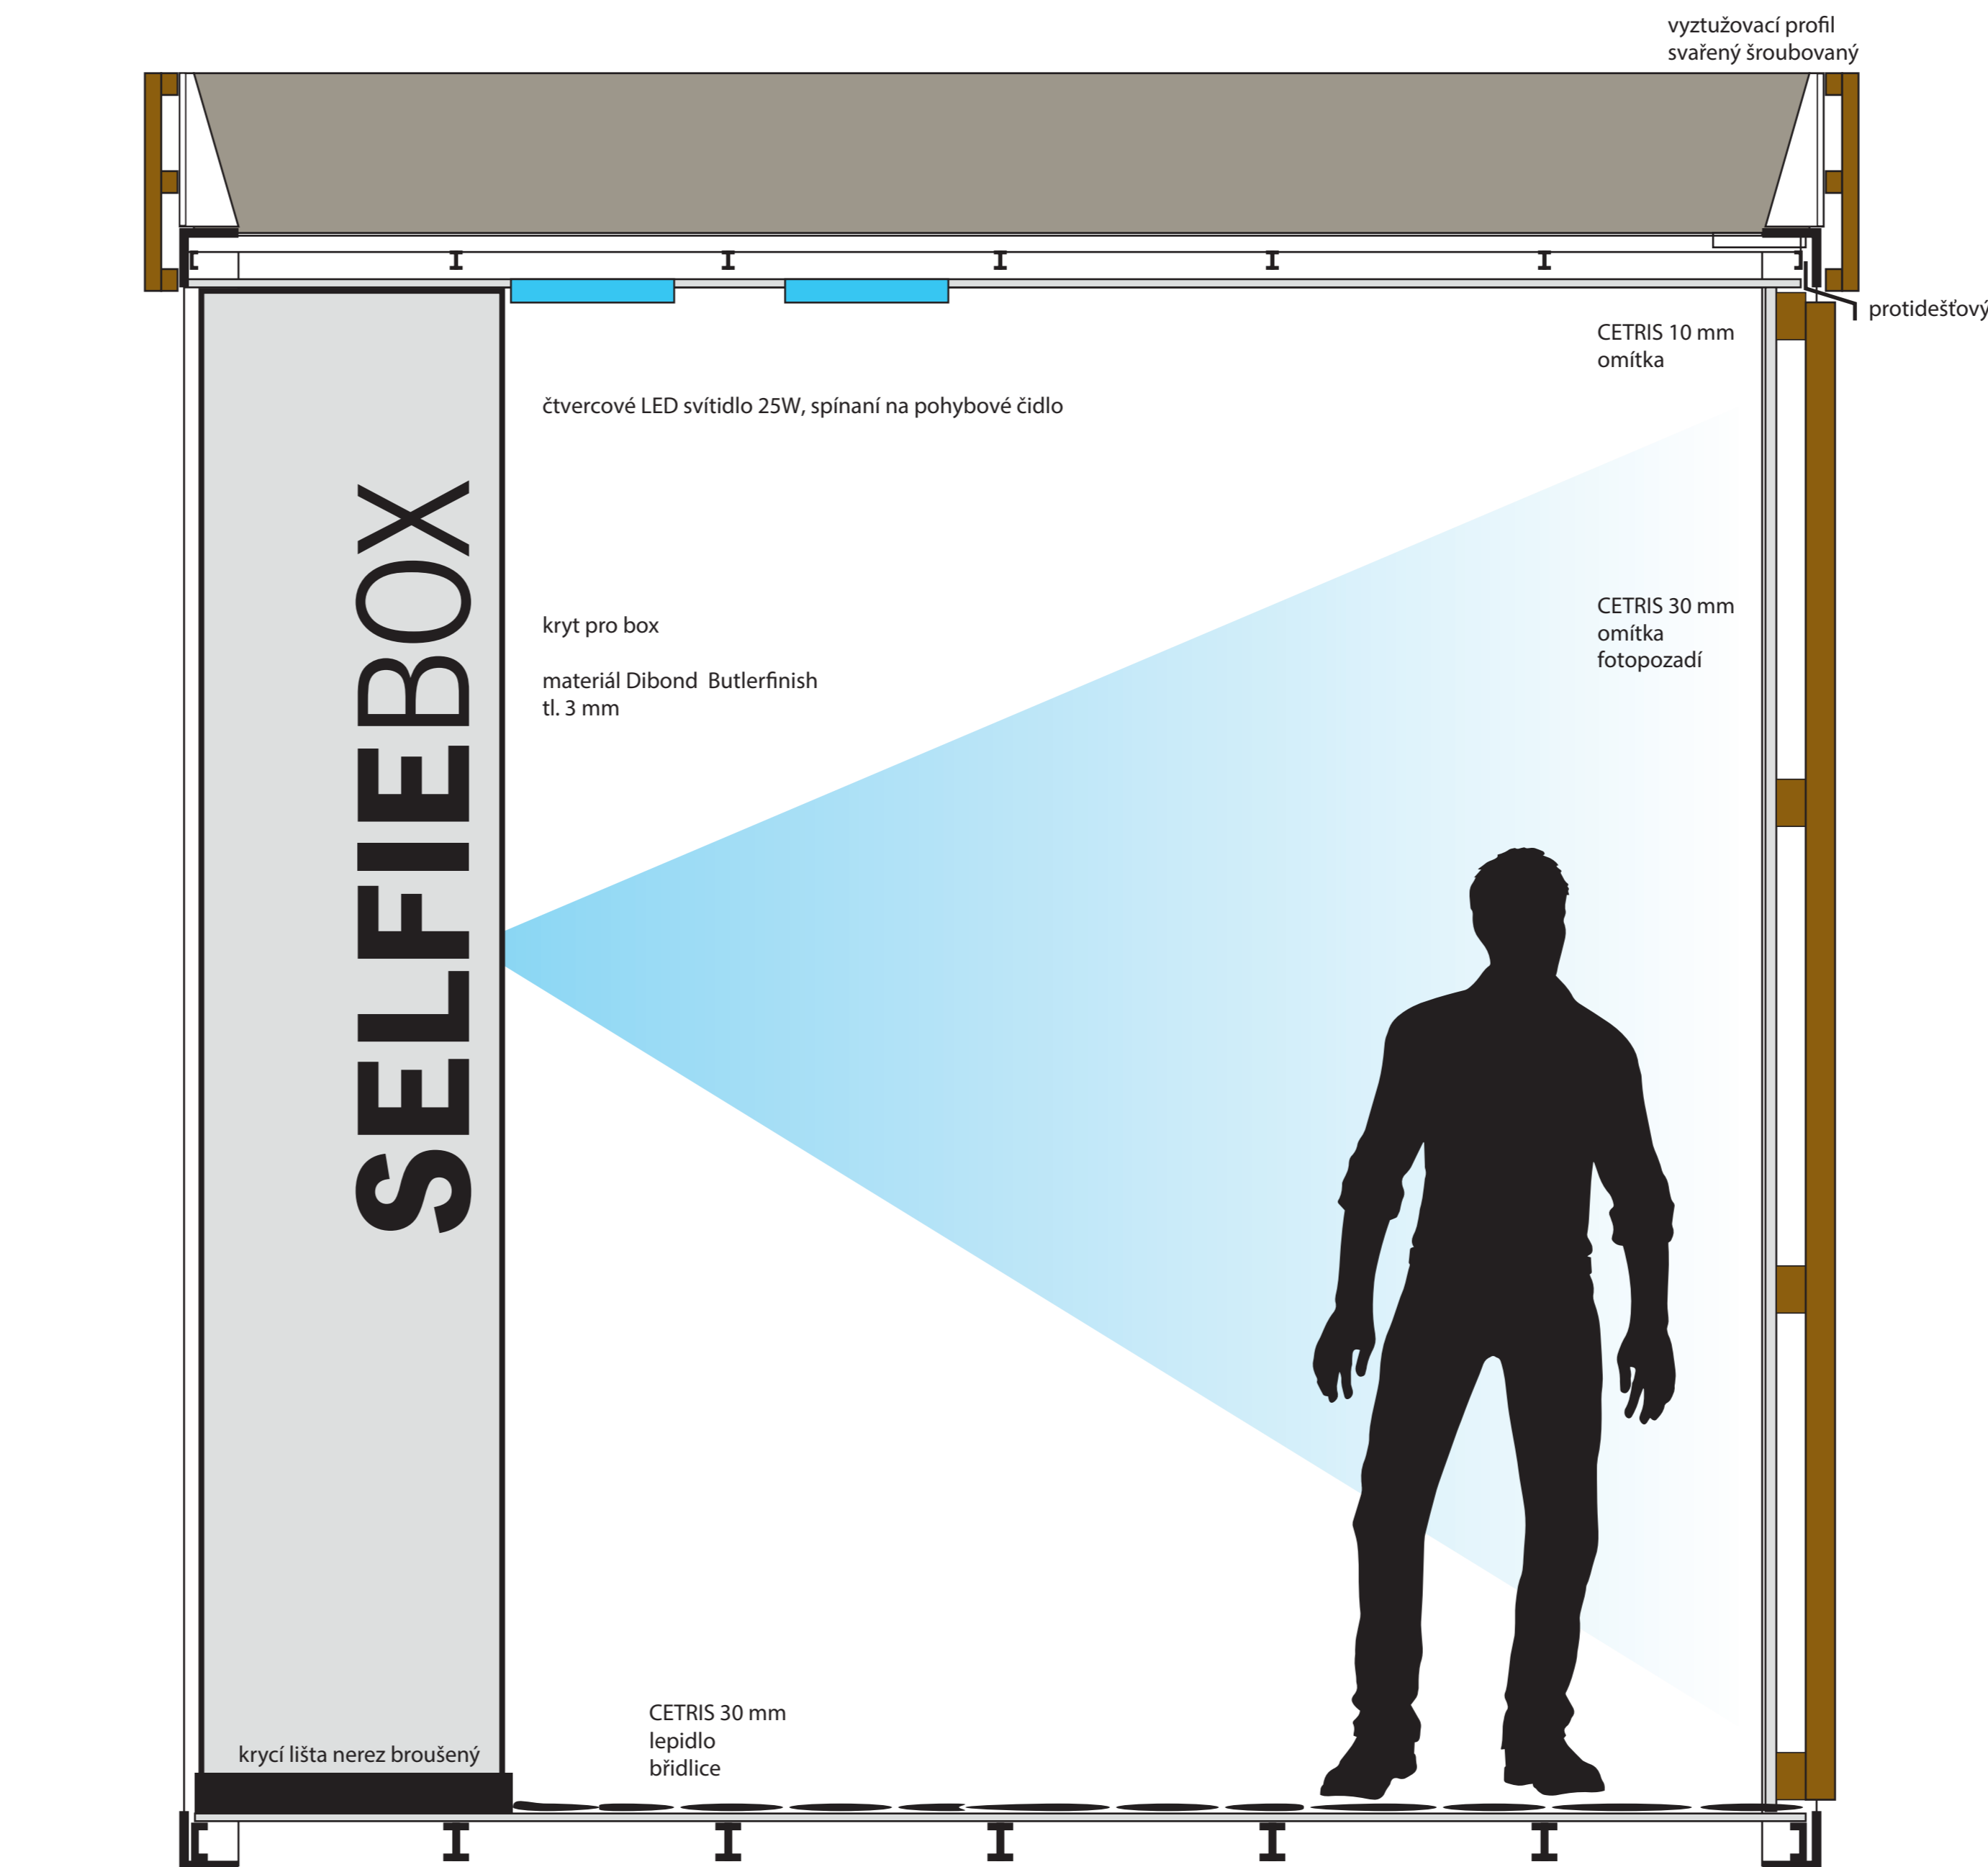 vyztužovací profil
svařený šroubovaný
protidešťový
CETRIS 10 mm
omítka
čtvercové LED svítidlo 25W, spínaní na pohybové čidlo
SELFIEBOX
kryt pro box
materiál Dibond Butlerfinish
tl. 3 mm
CETRIS 30 mm
omítka
fotopozadí
CETRIS 30 mm
lepidlo
břidlice
krycí lišta nerez broušený